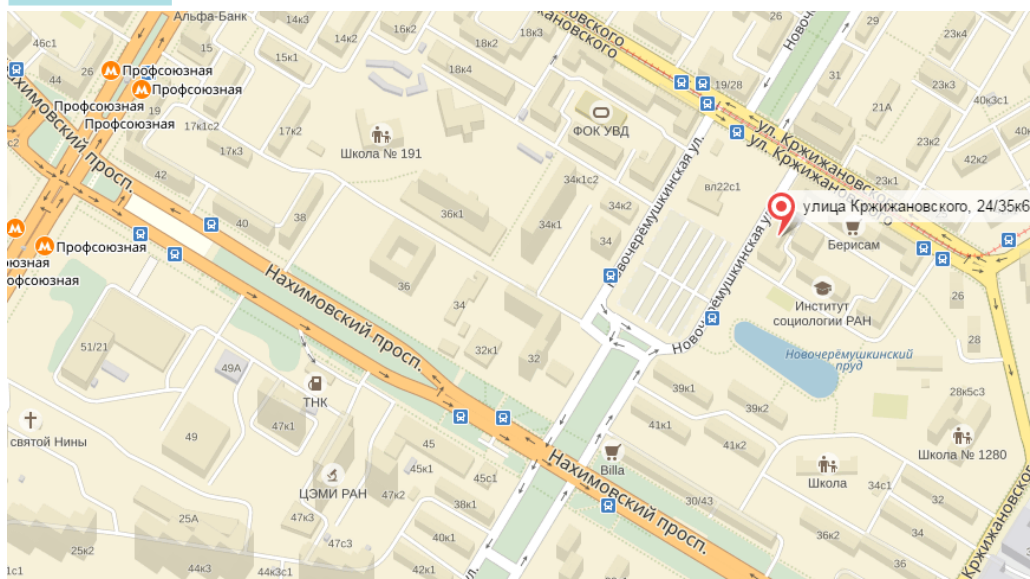 Альфа-Банк
14к3
14к2
16к2
18к2
18к3
Кржижановского
29
23к4
46с1
44
26
15
15к1
18к4
31
23к3
Профсоюзная
Профсоюзная
Профсоюзная
Профсоюзная
19
17к1с2
17к2
17к3
19/28
21А
40к3с1
ФОК УВД
Школа № 191
ул. Кржижановского
ул. Кржижановского
23к2
42к2
23к1
Нахимовский просп.
42
40
38
36к1
34к1с2
34к2
34к1
34
вл22с1
улица Кржижановского, 24/35к6
Берисам
Новочерёмушкинская ул.
Новочерёмушкинская ул.
Профсоюзная
36
34
32к1
32
Нахимовский просп.
Институт
социологии РАН
26
28
Новочерёмушкинский
пруд
51/21
49А
ТНК
39к1
39к2
28к5с3
святой Нины
49
47к1
45
45к1
45с1
41к1
41к2
Школа № 1280
Billa
Нахимовский просп.
Школа
34с1
32
ЦЭМИ РАН
47к2
38к1
30/43
25А
47к3
47с3
40к1
36к2
34
25к2
44к3
44к3с1
42к1
Кржижановского